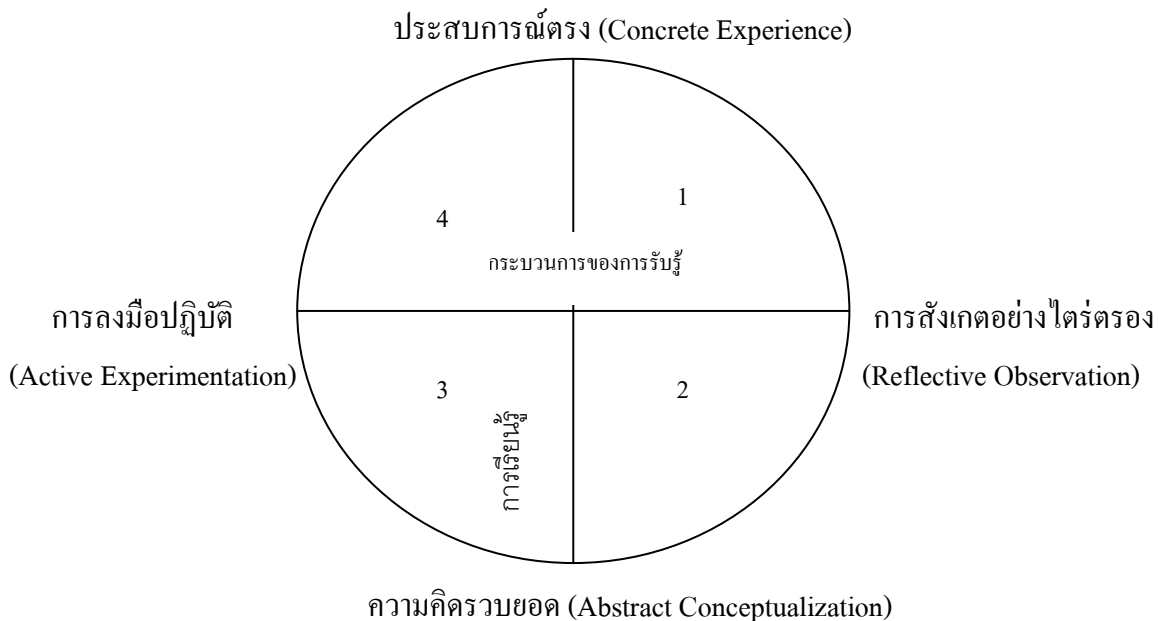 ประสบการณ์ตรง (Concrete Experience)
4
1
กระบวนการของการรับรู้
การลงมือปฏิบัติ
(Active Experimentation)
การสังเกตอย่างไตร่ตรอง
(Reflective Observation)
3
2
การเรียนรู้
ความคิดรวบยอด (Abstract Conceptualization)